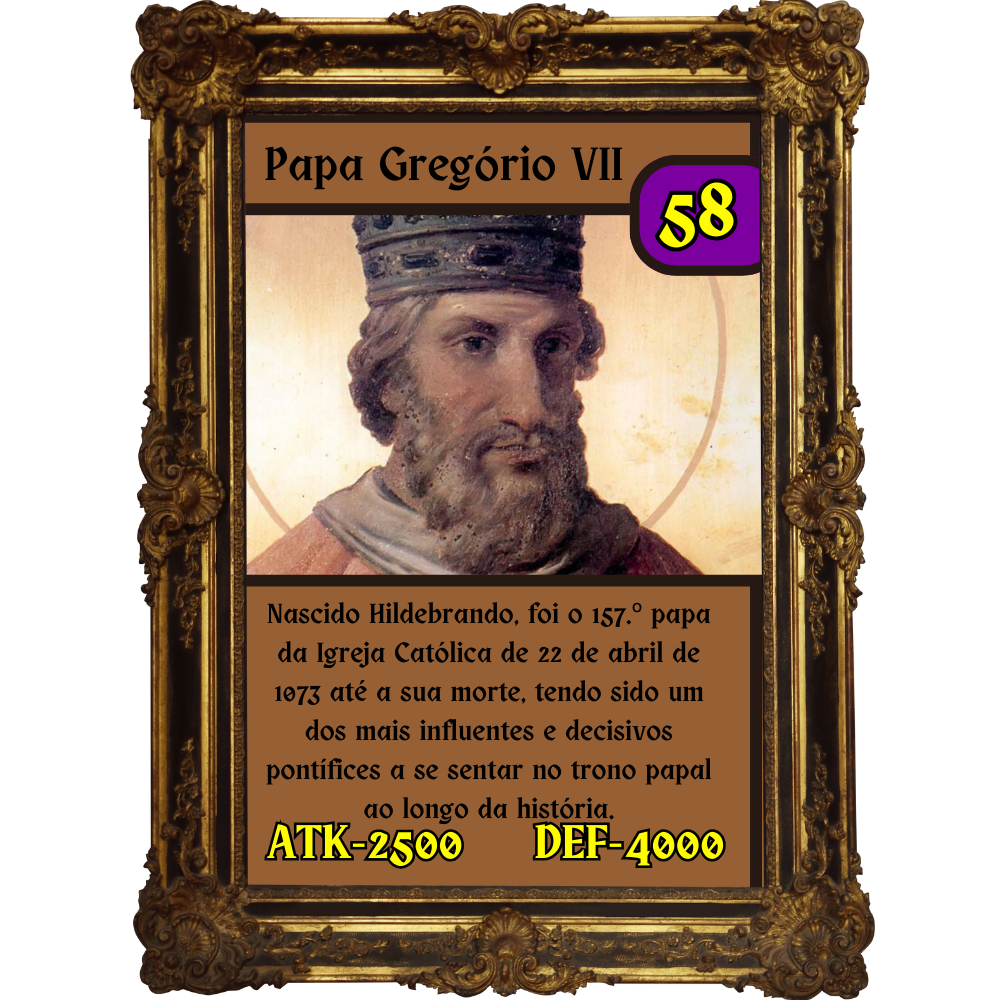 Papa Gregório VII
58
Nascido Hildebrando, foi o 157.º papa
da Igreja Católica de 22 de abril de
1073 até a sua morte, tendo sido um
dos mais influentes e decisivos
pontífices a se sentar no trono papal
ao longo da história.
ATK-2500 DEF-4000